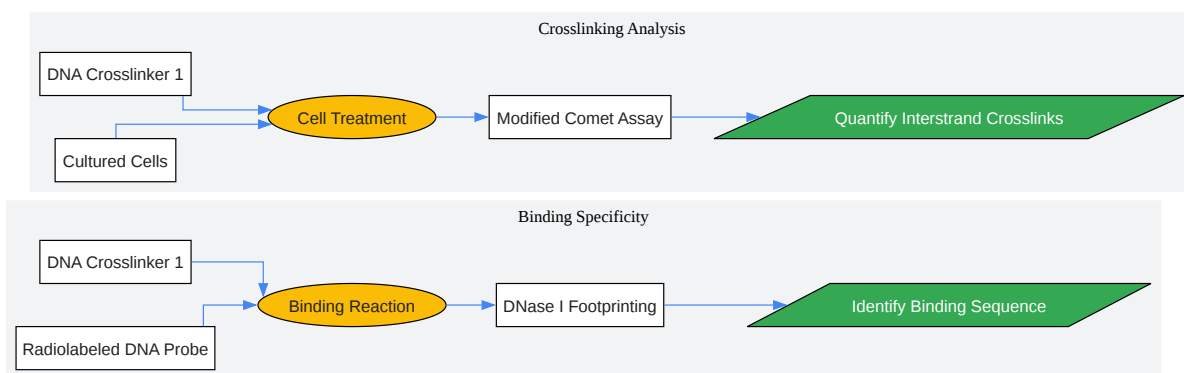 Crosslinking Analysis
DNA Crosslinker 1
Cultured Cells
Cell Treatment
Modified Comet Assay
Quantify Interstrand Crosslinks
Binding Specificity
DNA Crosslinker 1
Radiolabeled DNA Probe
Binding Reaction
DNase I Footprinting
Identify Binding Sequence